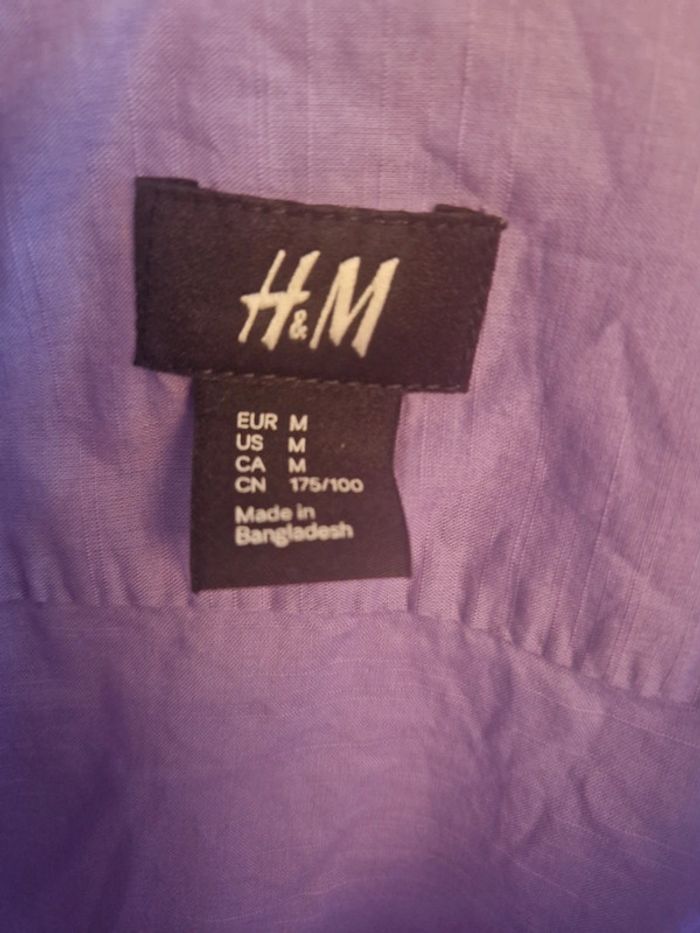 H&M
EUR M
US M
CA M
CN 175/100
Made in
Bangladesh